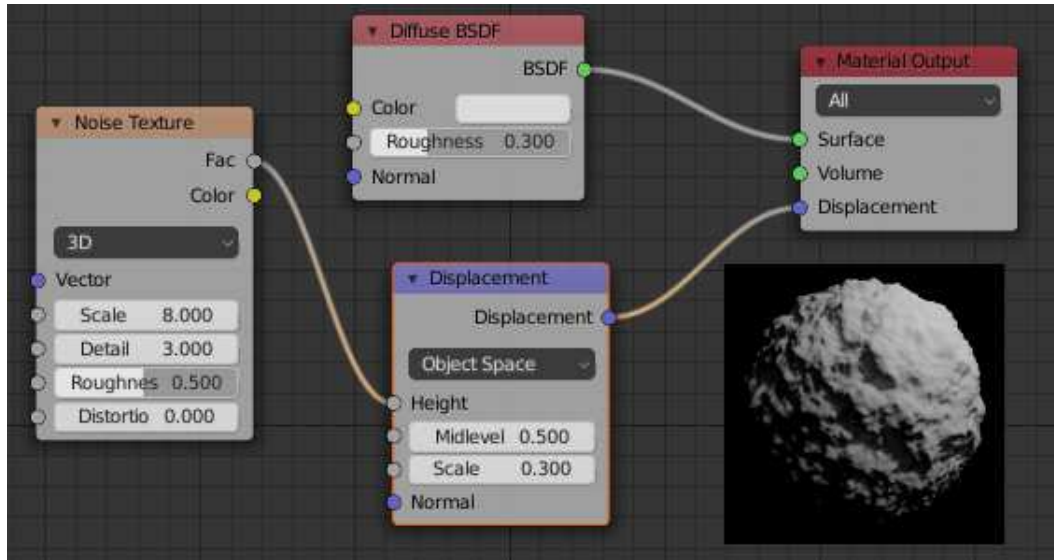 Noise Texture
Fac
Color
3D
Vector
Scale 8.000
Detail 3.000
Roughnes 0.500
Distortio 0.000
Diffuse BSDF
BSDF
Color
Roughness 0.300
Normal
Displacement
Displacement
Object Space
Height
Midlevel 0.500
Scale 0.300
Normal
Material Output
All
Surface
Volume
Displacement